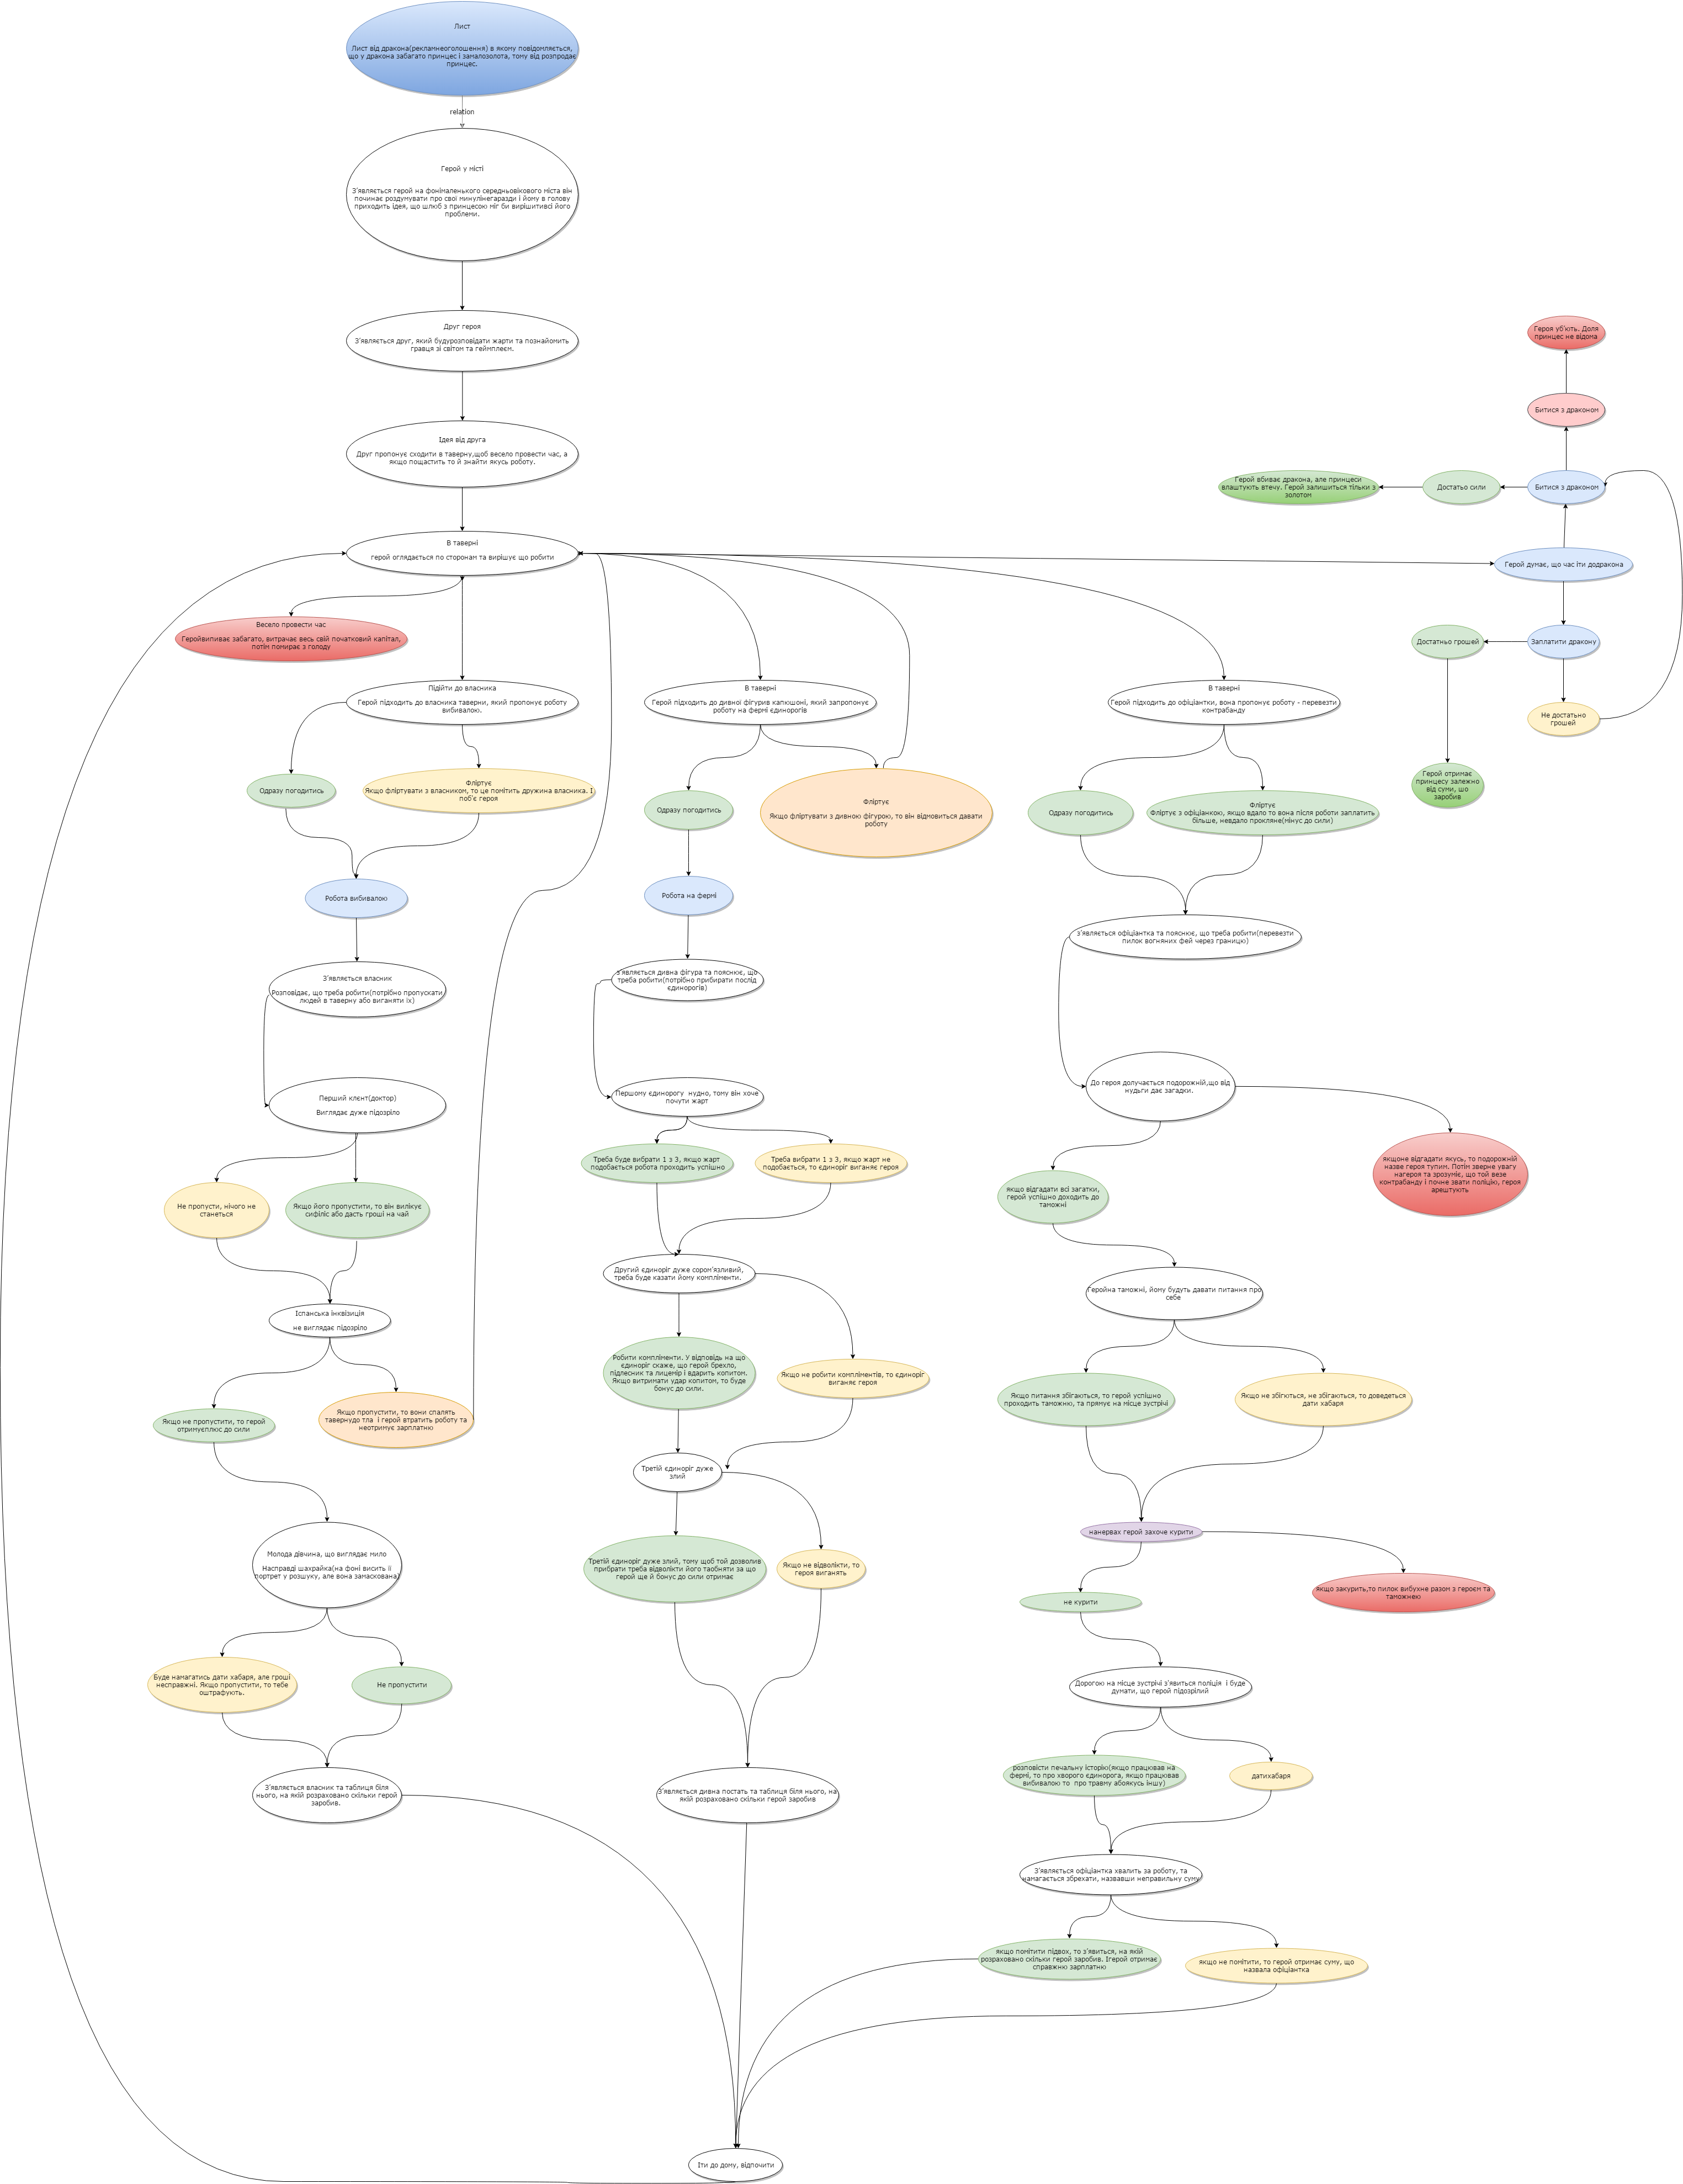 Лист
Лист від дракона(рекламнеоголошення) в якому повідомляється,
що у дракона забагато принцес і замалозолота, тому від розпродає
принцес.
relation
Герой у місті
З'являється герой на фонімаленького середньовікового міста він
починає роздумувати про свої минулінегаразди і йому в голову
приходить ідея, що шлюб з принцесою міг би вирішитивсі його
проблеми.
Друг героя
З'являється друг, який будурозповідати жарти та познайомить
гравця зі світом та геймплеєм.
Ідея від друга
Друг пропонує сходити в таверну,щоб весело провести час, а
якщо пощастить то й знайти якусь роботу.
В таверні
герой оглядається по сторонам та вирішує що робити
Героя уб'ють. Доля
принцес не відома
Битися з драконом
Герой вбиває дракона, але принцеси
влаштують втечу. Герой залишиться тільки з
золотом
Достатьо сили
Битися з драконом
Герой думає, що час іти додракона
Достатньо грошей
Заплатити дракону
Не достатьно
грошей
Герой отримає
принцесу залежно
від суми, шо
заробив
Весело провести час
Геройвипиває забагато, витрачає весь свій початковий капітал,
потім помирає з голоду
Підійти до власника
Герой підходить до власника таверни, який пропонує роботу
вибивалою.
В таверні
Герой підходить до дивної фігурив капюшоні, який запропонує
роботу на фермі єдинорогів
В таверні
Герой підходить до офіціантки, вона пропонує роботу - перевезти
контрабанду
Одразу погодитись
Фліртує
Якщо фліртувати з власником, то це помітить дружина власника. І
поб'є героя
Одразу погодитись
Фліртує
Якщо фліртувати з дивною фігурою, то він відмовиться давати
роботу
Одразу погодитись
Фліртує
Фліртує з офіціанкою, якщо вдало то вона після роботи заплатить
більше, невдало прокляне(мінус до сили)
Робота вибивалою
Робота на фермі
з'являється офіціантка та пояснює, що треба робити(перевезти
пилок вогняних фей через границю)
З'являється власник
Розповідає, що треба робити(потрібно пропускати
людей в таверну або виганяти їх)
З'являється дивна фігура та пояснює, що
треба робити(потрібно прибирати послід
єдинорогів)
Перший клєнт(доктор)
Виглядає дуже підозріло
Першому єдинорогу  нудно, тому він хоче
почути жарт
До героя долучається подорожній,що від
нудьги дає загадки.
Треба буде вибрати 1 з 3, якщо жарт
подобається робота проходить успішно
Треба вибрати 1 з 3, якщо жарт не
подобається, то єдиноріг виганяє героя
якщоне відгадати якусь, то подорожній
назве героя тупим. Потім зверне увагу
нагероя та зрозуміє, що той везе
контрабанду і почне звати поліцію, героя
арештують
Не пропусти, нічого не
станеться
Якщо його пропустити, то він вилікує
сифіліс або дасть гроші на чай
якщо відгадати всі загатки,
герой успішно доходить до
таможні
Другий єдиноріг дуже сором'язливий,
треба буде казати йому компліменти.
Геройна таможні, йому будуть давати питання про
себе
Іспанська інквізиція
не виглядає підозріло
Робити компліменти. У відповідь на що
єдиноріг скаже, що герой брехло,
підлесник та лицемір і вдарить копитом.
Якщо витримати удар копитом, то буде
бонус до сили.
Якщо не робити компліментів, то єдиноріг
виганяє героя
Якщо питання збігаються, то герой успішно
проходить таможню, та прямує на місце зустрічі
Якщо не збігються, не збігаються, то доведеться
дати хабаря
Якщо не пропустити, то герой
отримуєплюс до сили
Якщо пропустити, то вони спалять
тавернудо тла  і герой втратить роботу та
неотримує зарплатню
Третій єдиноріг дуже
злий
нанервах герой захоче курити
Молода дівчина, що виглядає мило
Насправді шахрайка(на фоні висить її
портрет у розшуку, але вона замаскована)
Третій єдиноріг дуже злий, тому щоб той дозволив
прибрати треба відволікти його таобняти за що
герой ще й бонус до сили отримає
Якщо не відволікти, то
героя виганять
не курити
якщо закурить,то пилок вибухне разом з героєм та
таможнею
Буде намагатись дати хабаря, але гроші
несправжні. Якщо пропустити, то тебе
оштрафують.
Не пропустити
Дорогою на місце зустрічі з'явиться поліція  і буде
думати, що герой підозрілий
розповісти печальну історію(якщо працював на
фермі, то про хворого єдинорога, якщо працював
вибивалою то  про травму абоякусь іншу)
датихабаря
З'являється власник та таблиця біля
нього, на якій розраховано скільки герой
заробив.
З'являється дивна постать та таблиця біля нього, на
якій розраховано скільки герой заробив
З'являється офіціантка хвалить за роботу, та
намагається збрехати, назвавши неправильну суму
якщо помітити підвох, то з'явиться, на якій
розраховано скільки герой заробив. Ігерой отримає
справжню зарплатню
якщо не помітити, то герой отримає суму, що
назвала офіціантка
Іти до дому, відпочити